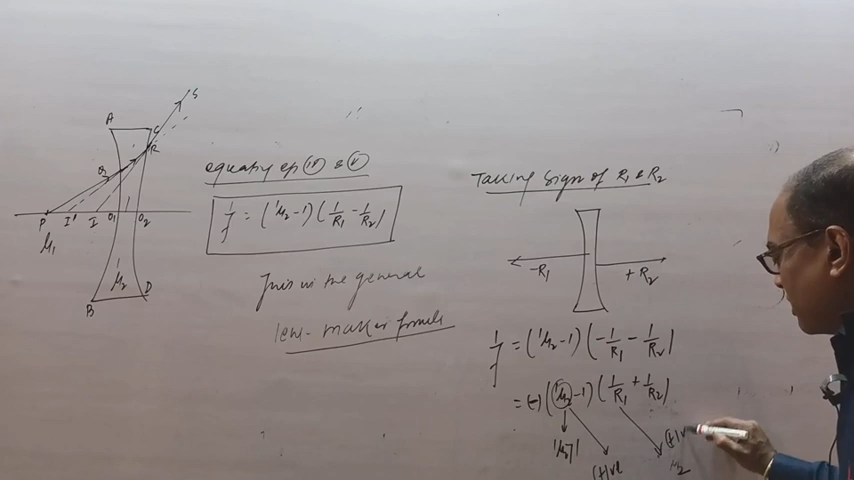 A
C
S
R
Q
P
I'
I
O₁
O₂
μ₁
¹μ₂
B
D
equating eqn (iv) & (v)
1/f = (¹μ₂-1)(1/R₁ - 1/R₂)
This is the general
lens-maker formula
Taking sign of R₁ & R₂
-R₁
+R₂
1/f = (¹μ₂-1)(-1/R₁ - 1/R₂)
= (-)(¹μ₂-1)(1/R₁ + 1/R₂)
(+)ve